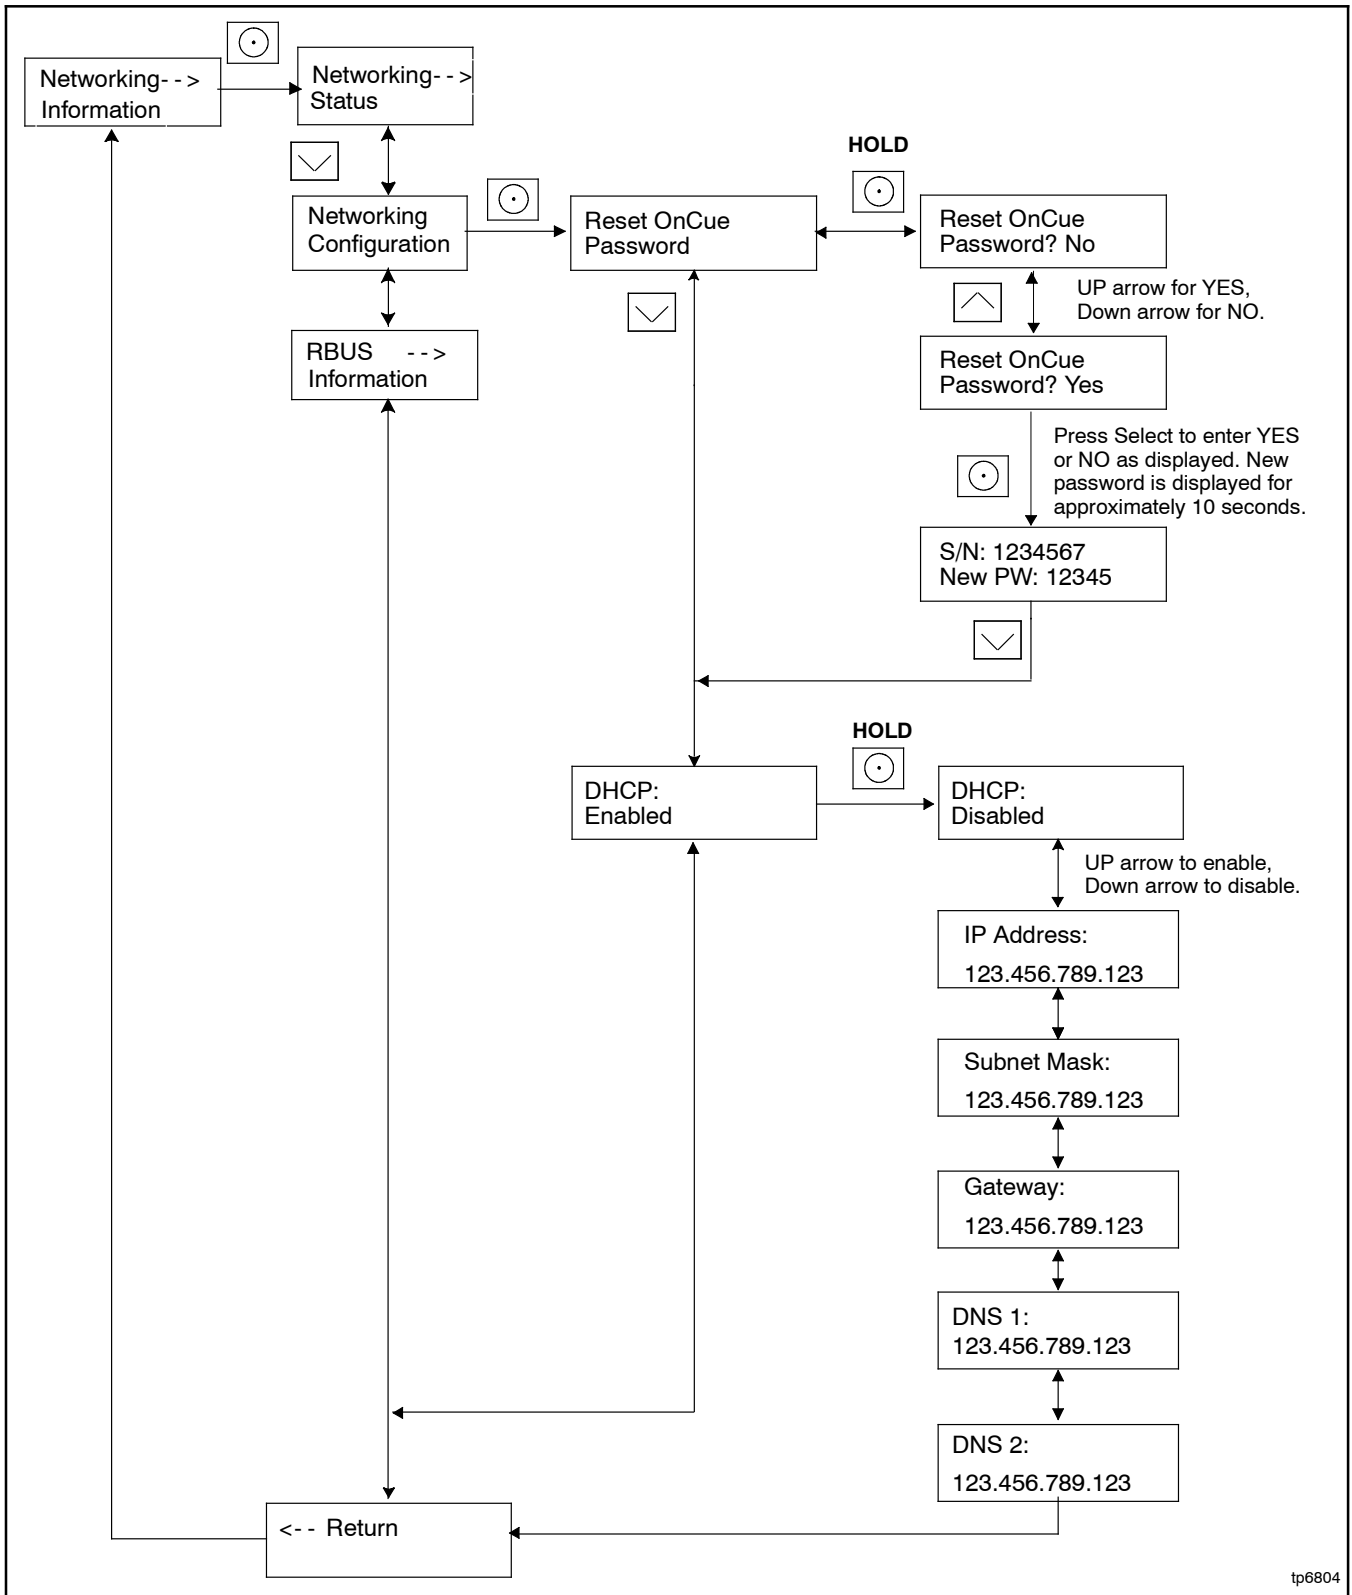 Networking- - >
Information
Networking- - >
Status
HOLD
Networking
Configuration
Reset OnCue
Password
Reset OnCue
Password? No
UP arrow for YES,
Down arrow for NO.
RBUS - - >
Information
Reset OnCue
Password? Yes
Press Select to enter YES
or NO as displayed. New
password is displayed for
approximately 10 seconds.
S/N: 1234567
New PW: 12345
HOLD
DHCP:
Enabled
DHCP:
Disabled
UP arrow to enable,
Down arrow to disable.
IP Address:
123.456.789.123
Subnet Mask:
123.456.789.123
Gateway:
123.456.789.123
DNS 1:
123.456.789.123
DNS 2:
123.456.789.123
<- - Return
tp6804